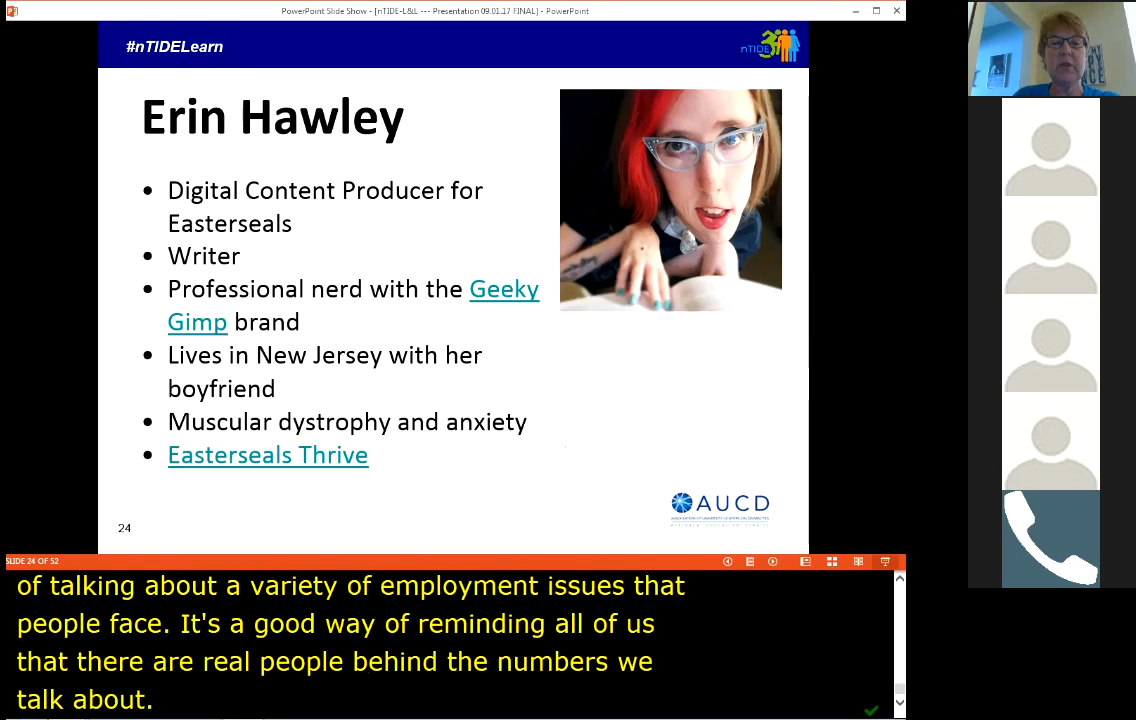 PowerPoint Slide Show - [nTIDE-L&L --- Presentation 09.01.17 FINAL] - PowerPoint
#nTIDELearn
nTIDE
Erin Hawley
• Digital Content Producer for
Easterseals
• Writer
• Professional nerd with the Geeky
Gimp brand
• Lives in New Jersey with her
boyfriend
• Muscular dystrophy and anxiety
• Easterseals Thrive
AUCD
24
SLIDE 24 OF 52
of talking about a variety of employment issues that
people face. It's a good way of reminding all of us
that there are real people behind the numbers we
talk about.